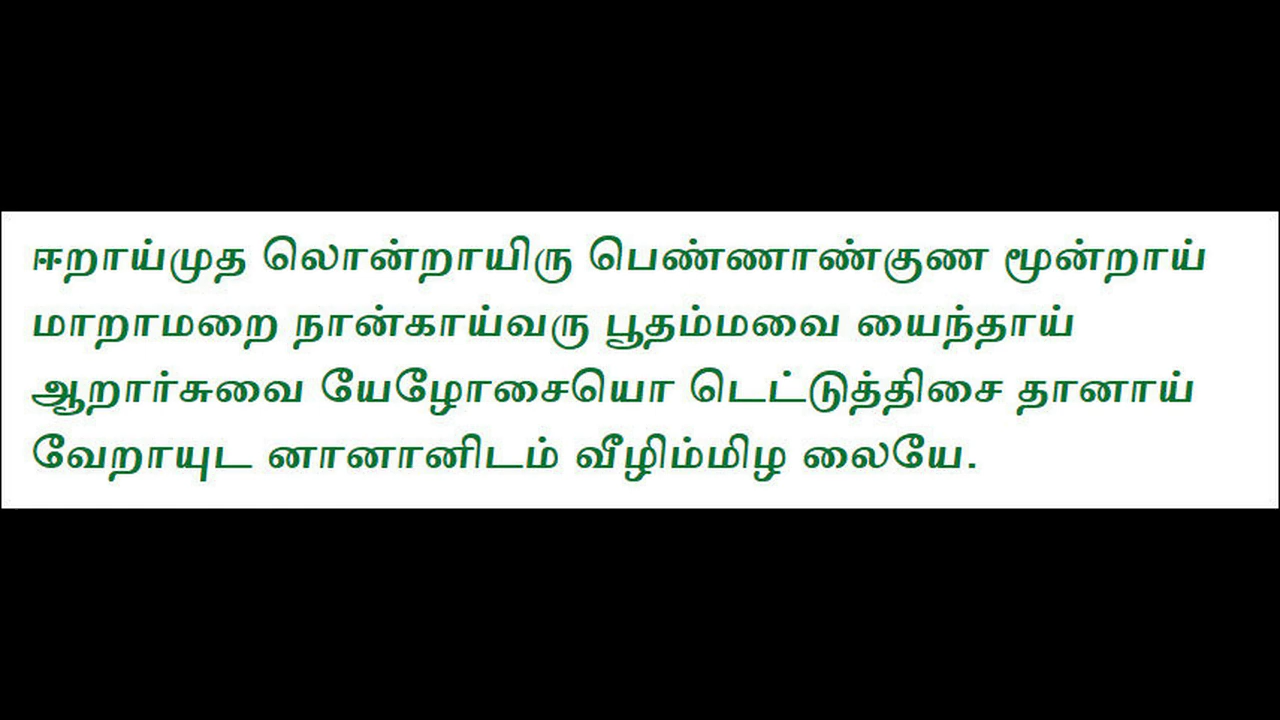 ஈறாய்முத லொன்றாயிரு பெண்ணாண்குண மூன்றாய்
மாறாமறை நான்காய்வரு பூதம்மவை யைந்தாய்
ஆறார்சுவை யேழோசையொ டெட்டுத்திசை தானாய்
வேறாயுட னானானிடம் வீழிம்மிழ லையே.